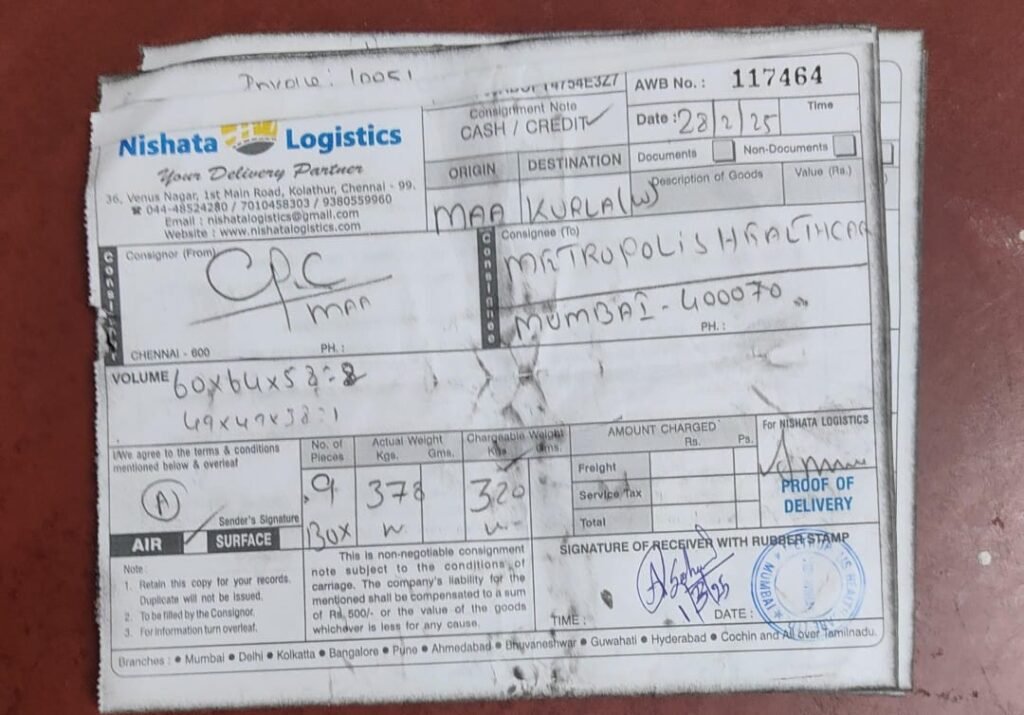 Invoice: 10051
Nishata Logistics
Your Delivery Partner
36, Venus Nagar, 1st Main Road, Kolathur, Chennai - 99.
☎ 044-48524280 / 7010458303 / 9380559960
Email : nishatalogistics@gmail.com
Website : www.nishatalogistics.com
Consignment Note
CASH / CREDIT ✓
AWB No. : 117464
Date : 28/2/25
Time
ORIGIN
DESTINATION
MAA
KURLA (W)
Documents
Non-Documents
Description of Goods
Value (Rs.)
Consignor
Consignor (From)
CPC
MAA
CHENNAI - 600
PH. :
Consignee
Consignee (To)
METROPOLIS HEALTHCAR
MUMBAI - 400070
PH. :
VOLUME
60x64x53=8
49x49x38=1
I/We agree to the terms & conditions
mentioned below & overleaf
A
Sender's Signature
AIR
SURFACE
No. of
Pieces
9
Box
Actual Weight
Kgs. Gms.
378
Chargeable Weight
Kgs. Gms.
320
AMOUNT CHARGED
Rs. Ps.
Freight
Service Tax
Total
For NISHATA LOGISTICS
PROOF OF
DELIVERY
Note :
1. Retain this copy for your records.
Duplicate will not be issued.
2. To be filled by the Consignor.
3. For information turn overleaf.
This is non-negotiable consignment
note subject to the conditions of
carriage. The company's liability for the
mentioned shall be compensated to a sum
of Rs. 500/- or the value of the goods
whichever is less for any cause.
SIGNATURE OF RECEIVER WITH RUBBER STAMP
TIME :
DATE :
MUMBAI
Branches : ● Mumbai ● Delhi ● Kolkatta ● Bangalore ● Pune ● Ahmedabad ● Bhuvaneshwar ● Guwahati ● Hyderabad ● Cochin and All over Tamilnadu.